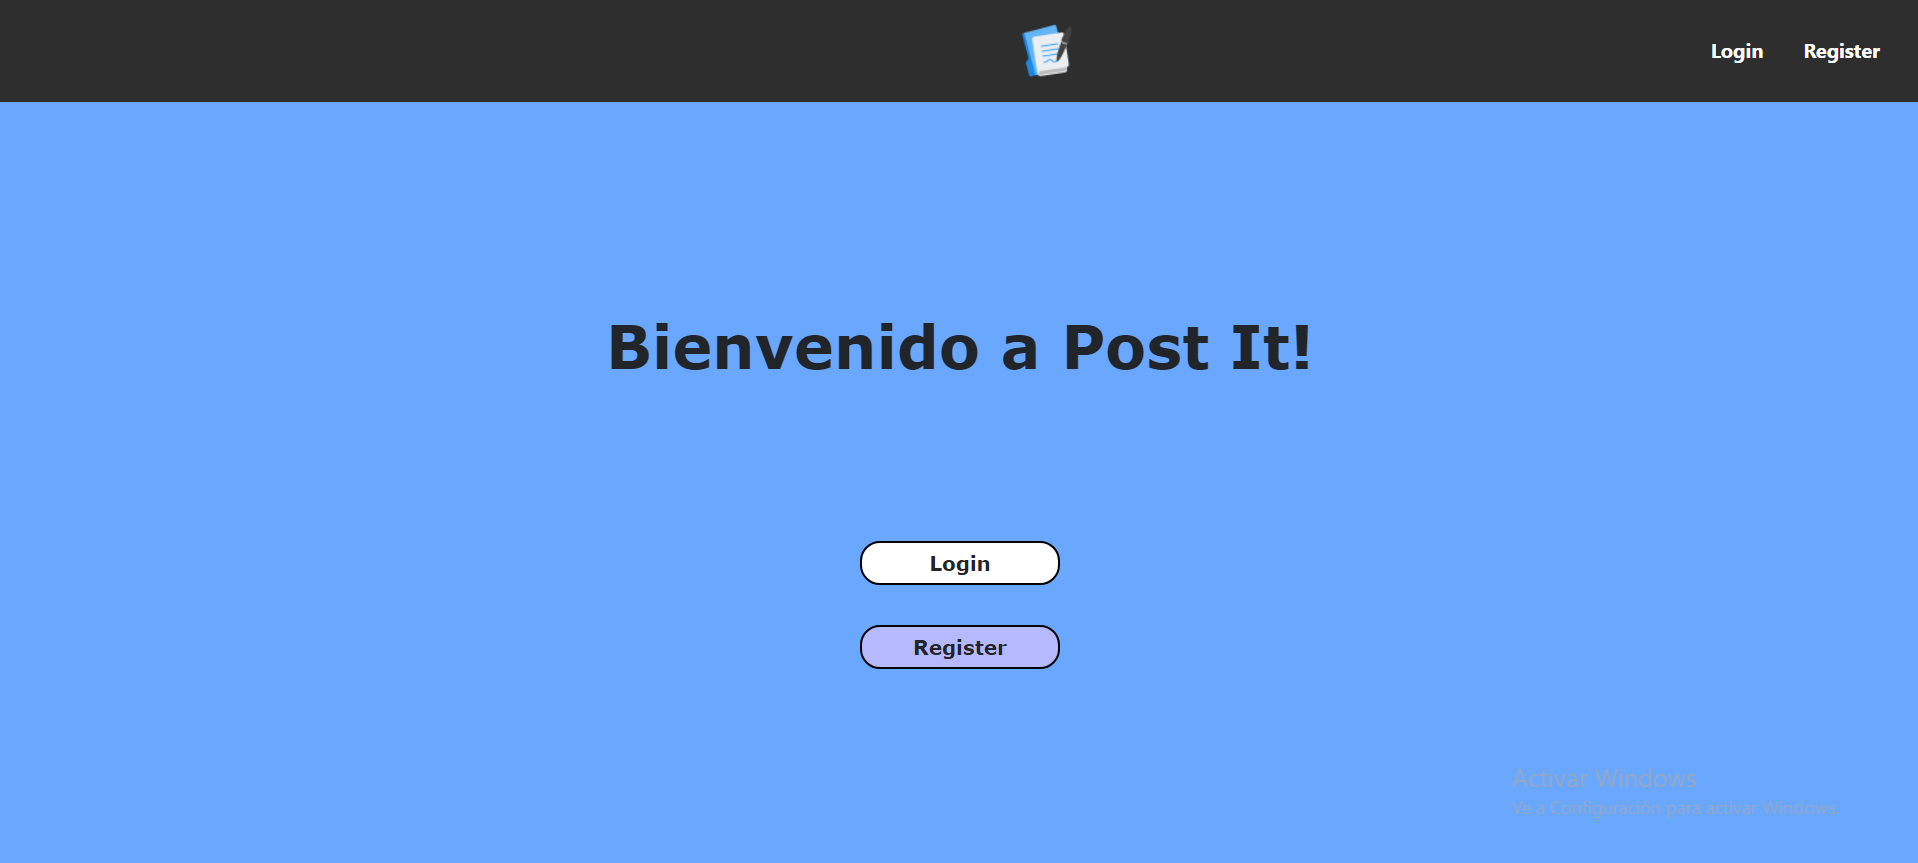 Login Register
Bienvenido a Post It!
Login
Register
Activar Windows
Ve a Configuración para activar Windows.